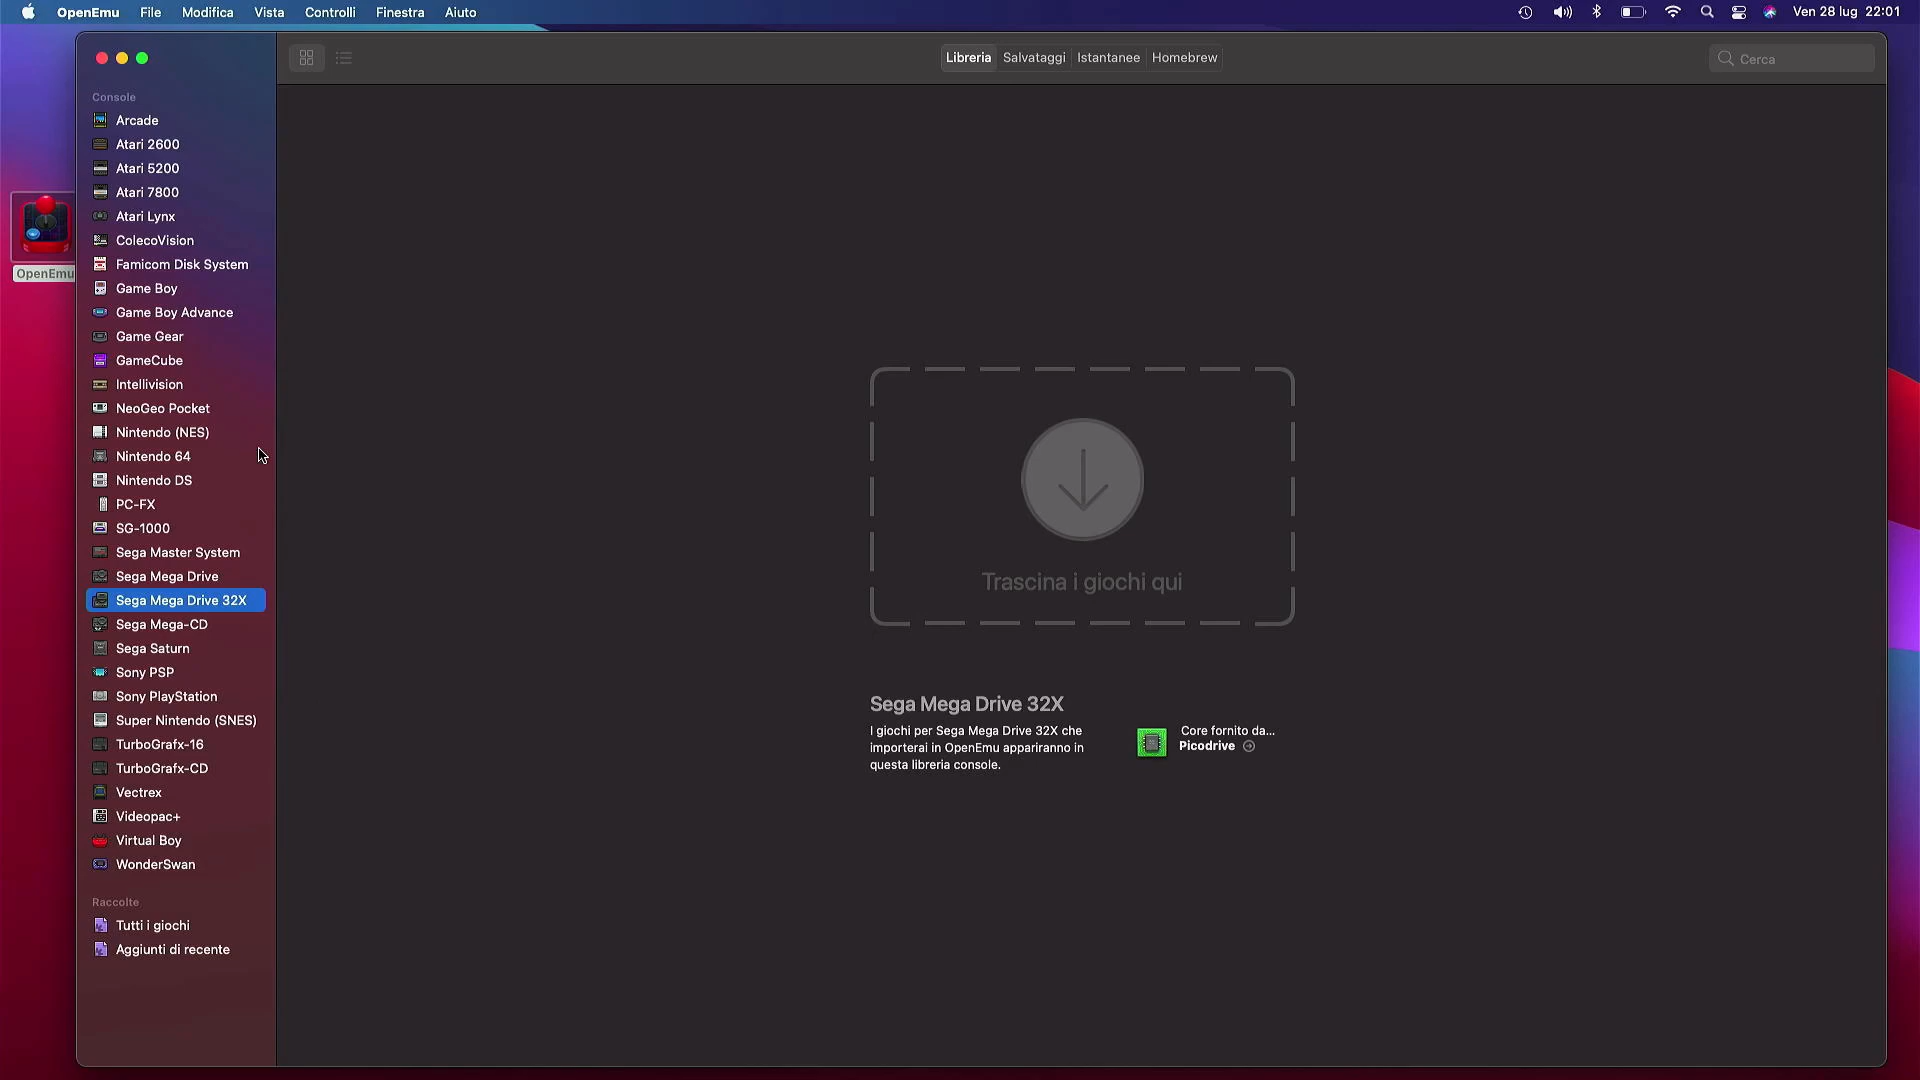 OpenEmu File Modifica Vista Controlli Finestra Aiuto Ven 28 lug 22:01
Libreria Salvataggi Istantanee Homebrew
Cerca
OpenEmu
Console
Arcade
Atari 2600
Atari 5200
Atari 7800
Atari Lynx
ColecoVision
Famicom Disk System
Game Boy
Game Boy Advance
Game Gear
GameCube
Intellivision
NeoGeo Pocket
Nintendo (NES)
Nintendo 64
Nintendo DS
PC-FX
SG-1000
Sega Master System
Sega Mega Drive
Sega Mega Drive 32X
Sega Mega-CD
Sega Saturn
Sony PSP
Sony PlayStation
Super Nintendo (SNES)
TurboGrafx-16
TurboGrafx-CD
Vectrex
Videopac+
Virtual Boy
WonderSwan
Raccolte
Tutti i giochi
Aggiunti di recente
Trascina i giochi qui
Sega Mega Drive 32X
I giochi per Sega Mega Drive 32X che
importerai in OpenEmu appariranno in
questa libreria console.
Core fornito da...
Picodrive